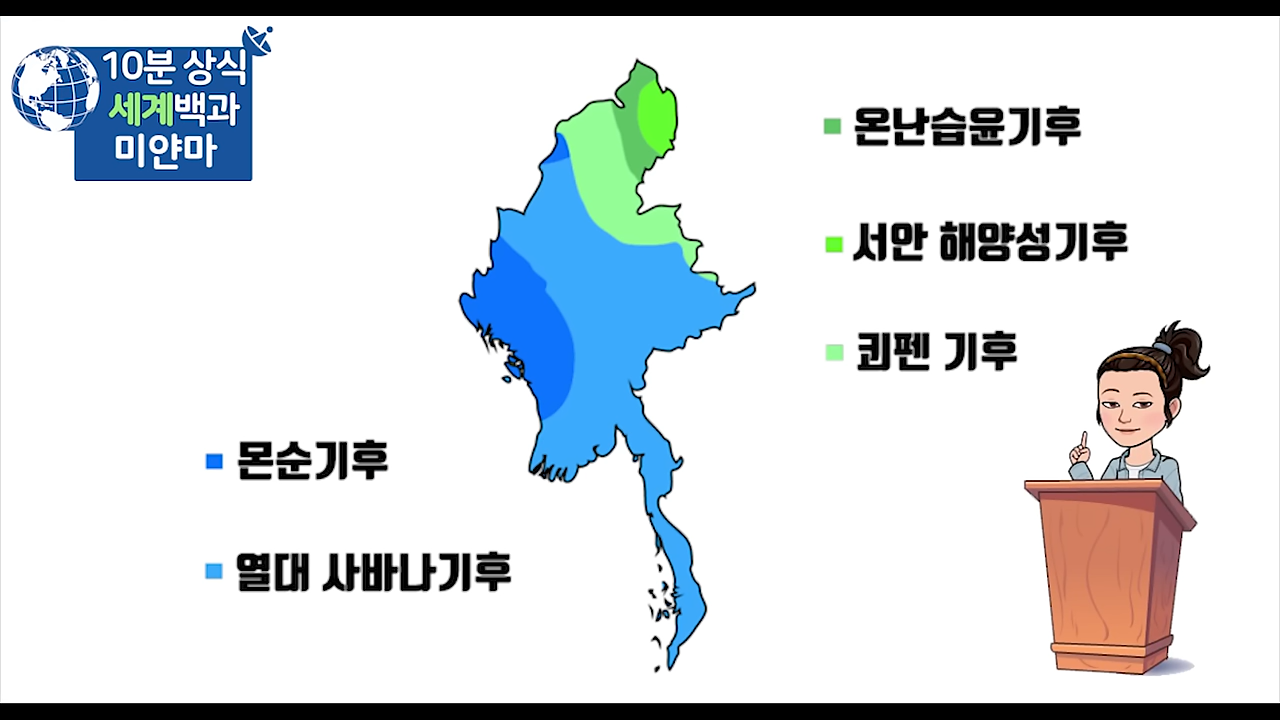 10분 상식
세계백과
미얀마
온난습윤기후
서안 해양성기후
쾨펜 기후
몬순기후
열대 사바나기후